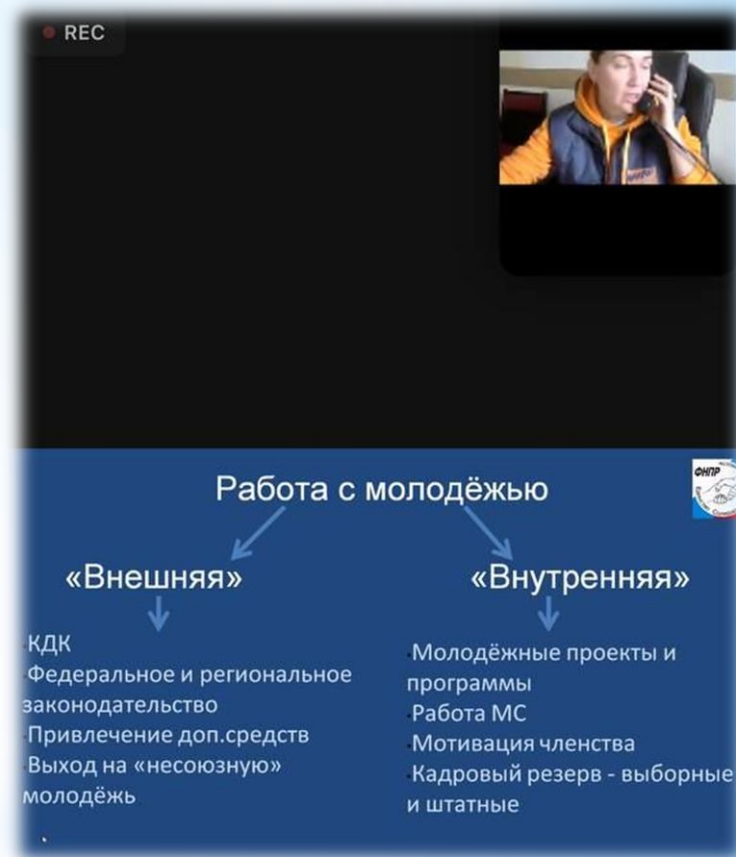 REC
Работа с молодёжью
ФНПР
«Внешняя»
«Внутренняя»
КДК
Федеральное и региональное
законодательство
Привлечение доп.средств
Выход на «несоюзную»
молодёжь
Молодёжные проекты и
программы
Работа МС
Мотивация членства
Кадровый резерв - выборные
и штатные